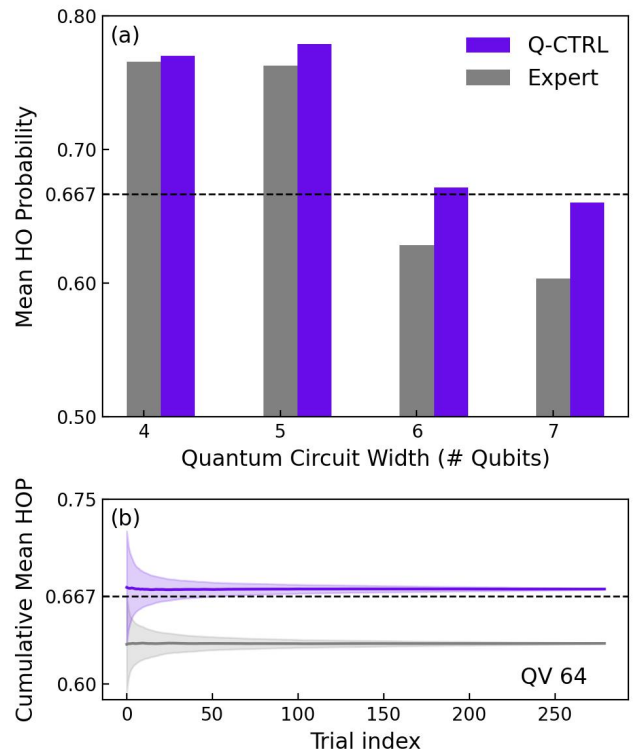 (a)
Q-CTRL
Expert
Mean HO Probability
0.80
0.70
0.667
0.60
0.50
4 5 6 7
Quantum Circuit Width (# Qubits)
(b)
Cumulative Mean HOP
0.75
0.667
0.60
QV 64
0 50 100 150 200 250
Trial index